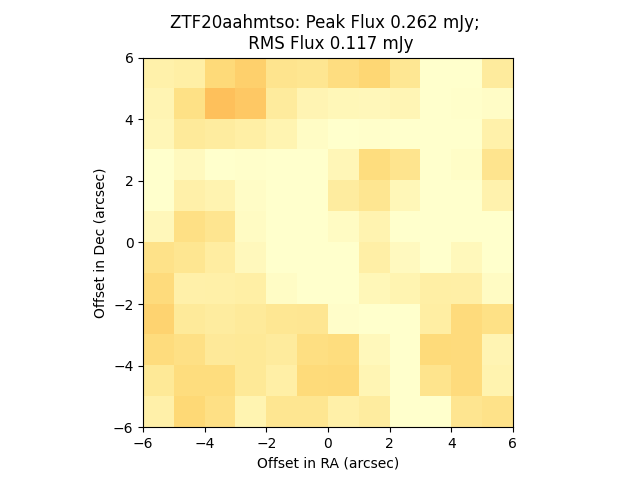 ZTF20aahmtso: Peak Flux 0.262 mJy;
RMS Flux 0.117 mJy
6
4
2
0
−2
−4
−6
Offset in Dec (arcsec)
−6 −4 −2 0 2 4 6
Offset in RA (arcsec)